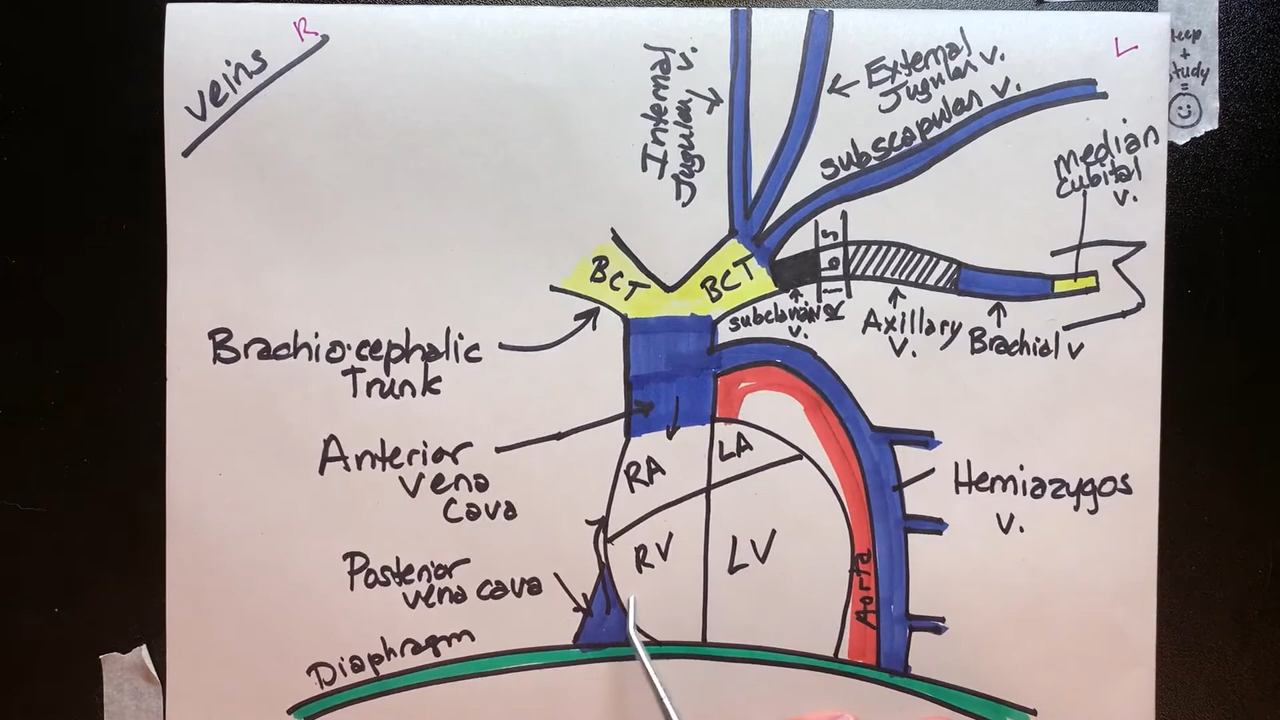 veins
R
L
Internal
Jugular
v.
External
Jugular v.
subscapular v.
median
cubital
v.
+
study
=
BCT
BCT
subclavian
v.
Axillary
v.
Brachial v
Brachiocephalic
Trunk
Anterior
vena
cava
RA
LA
RV
LV
Hemiazygos
v.
Posterior
vena cava
Aorta
Diaphragm